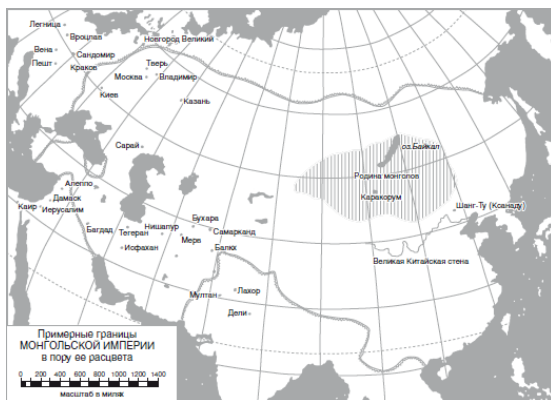 Легница
Вроцлав
Новгород Великий
Вена
Сандомир
Пешт
Краков
Тверь
Москва
Владимир
Киев
Казань
Сарай
оз.Байкал
Родина монголов
Каракорум
Шанг-Ту (Ксанаду)
Великая Китайская стена
Алеппо
Дамаск
Каир
Иерусалим
Багдад
Тегеран
Нишапур
Бухара
Самарканд
Мерв
Исфахан
Балкх
Мултан
Лахор
Дели
Примерные границы
МОНГОЛЬСКОЙ ИМПЕРИИ
в пору ее расцвета
0 200 400 600 800 1000 1200 1400
масштаб в милях